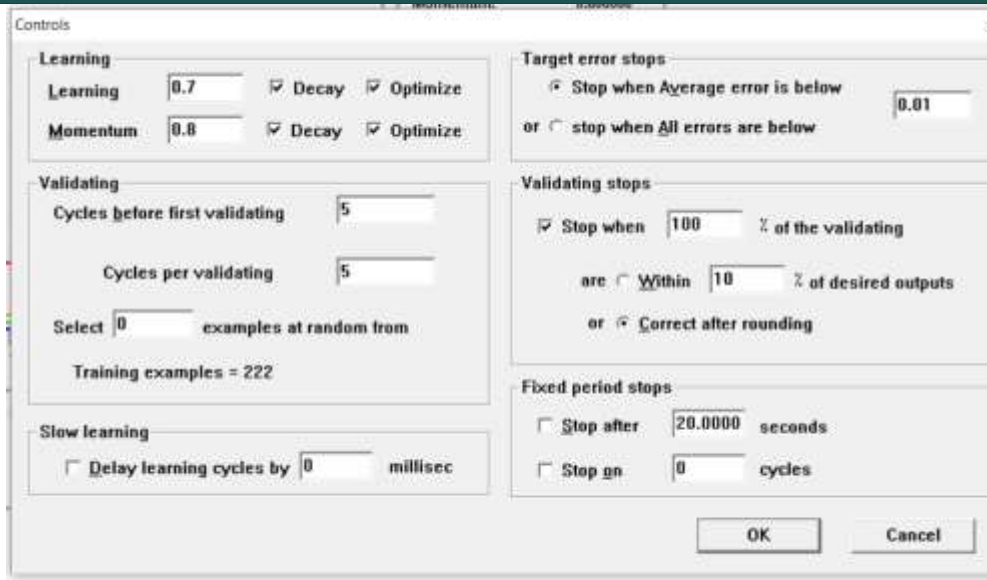 Momentum: 0.800000
Controls
Learning
Learning 0.7 Decay Optimize
Momentum 0.8 Decay Optimize
Validating
Cycles before first validating 5
Cycles per validating 5
Select 0 examples at random from
Training examples = 222
Slow learning
Delay learning cycles by 0 millisec
Target error stops
Stop when Average error is below
0.01
or stop when All errors are below
Validating stops
Stop when 100 % of the validating
are Within 10 % of desired outputs
or Correct after rounding
Fixed period stops
Stop after 20.0000 seconds
Stop on 0 cycles
OK Cancel